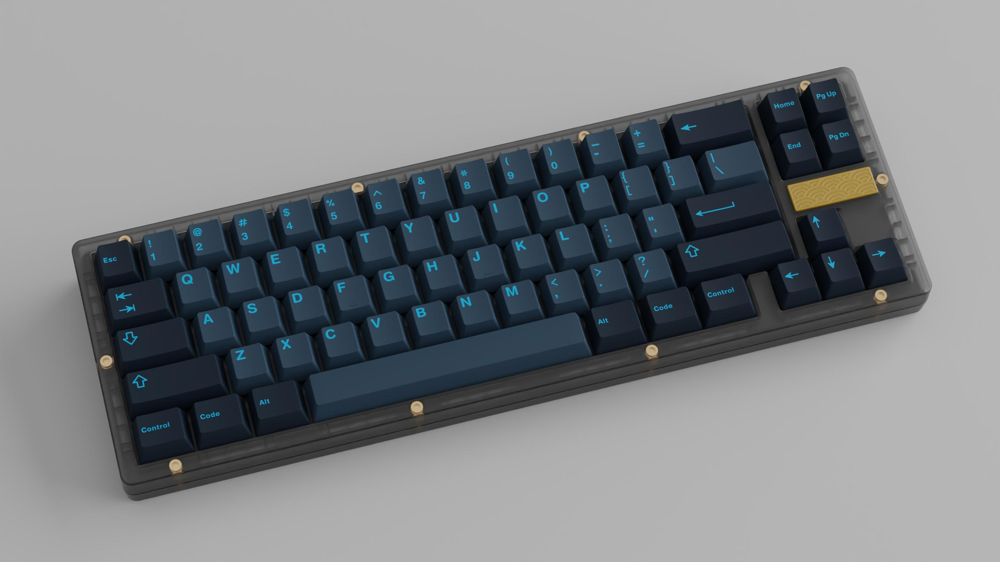 Esc ! 1 @ 2 # 3 $ 4 % 5 ^ 6 & 7 * 8 ( 9 ) 0 _ - + = ← Home Pg Up
⇤ ⇥ Q W E R T Y U I O P { [ } ] | \ End Pg Dn
⇩ A S D F G H J K L : ; " ' ↵
⇧ Z X C V B N M < , > . ? / ⇧ ↑
Control Code Alt Alt Code Control ← ↓ →